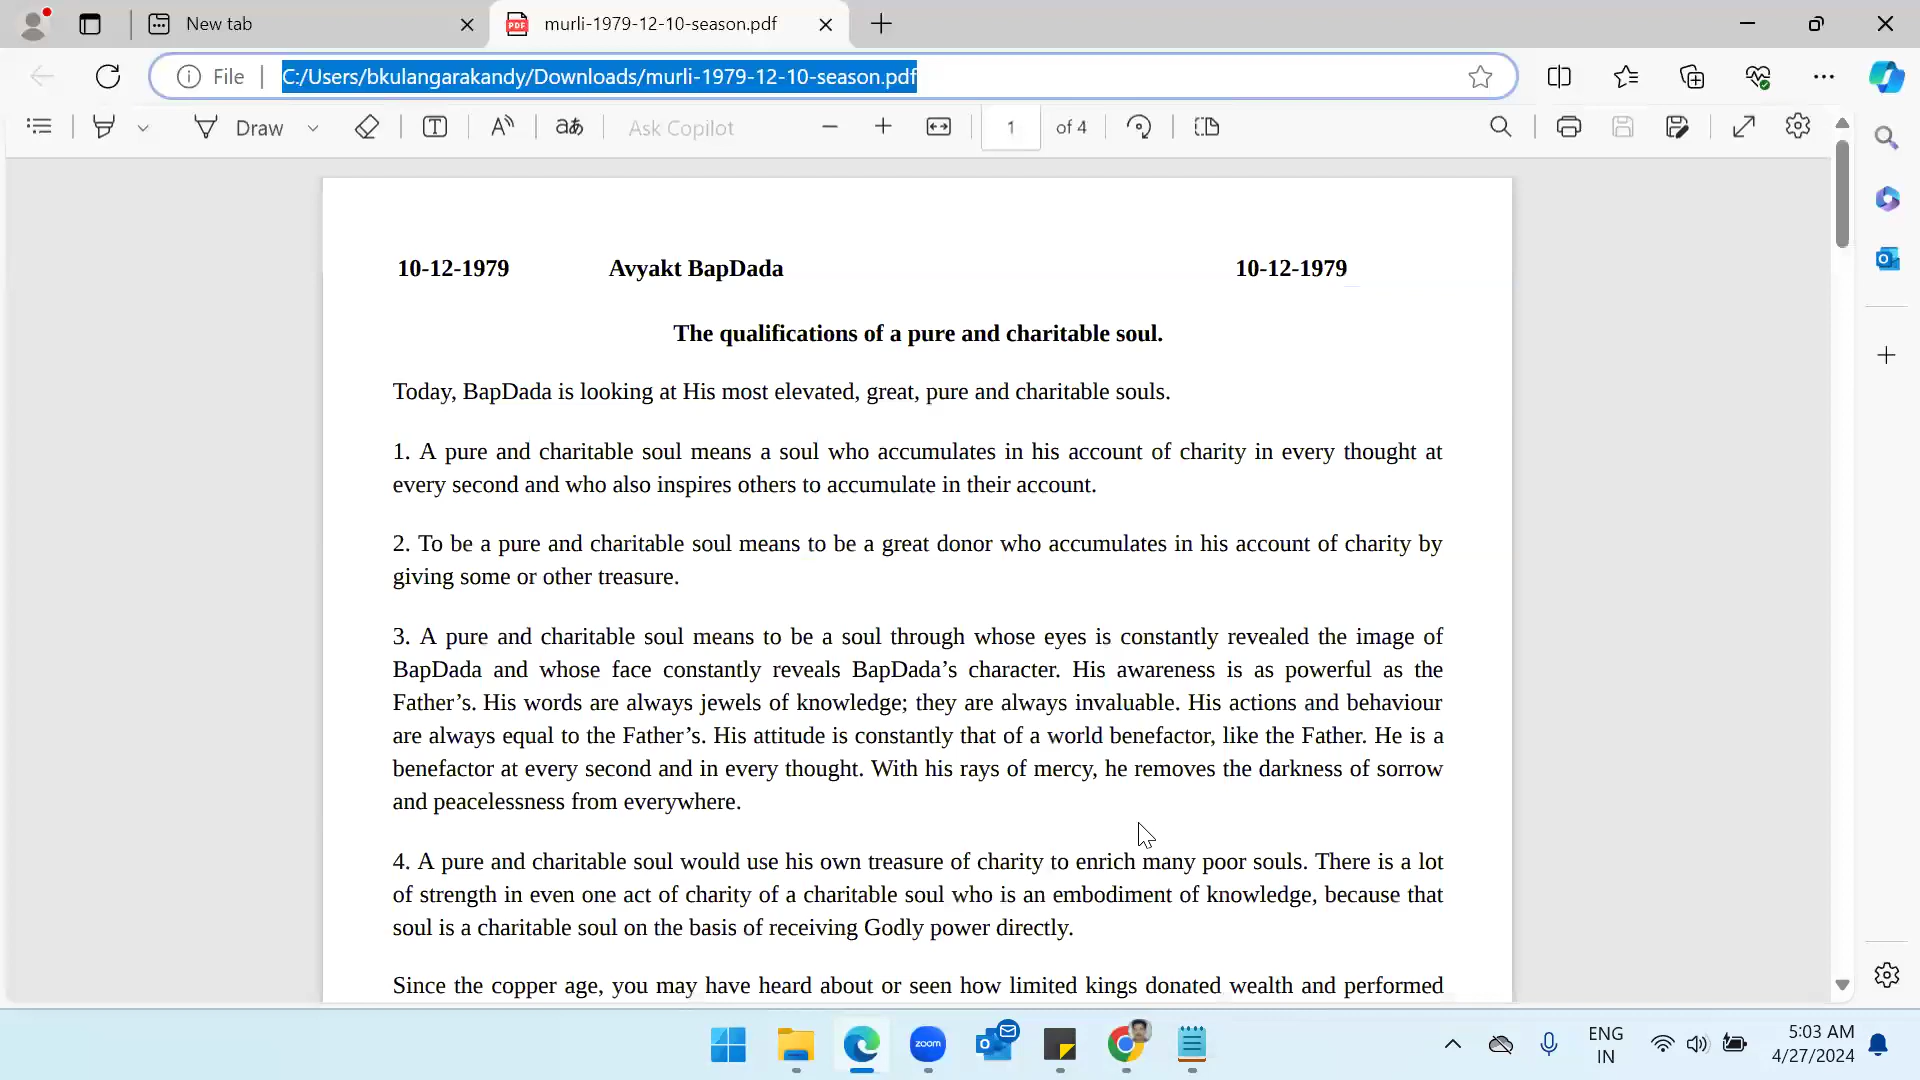 New tab
murli-1979-12-10-season.pdf
File
C:/Users/bkulangarakandy/Downloads/murli-1979-12-10-season.pdf
Draw
aあ
Ask Copilot
1
of 4
10-12-1979 Avyakt BapDada 10-12-1979
The qualifications of a pure and charitable soul.
Today, BapDada is looking at His most elevated, great, pure and charitable souls.
1. A pure and charitable soul means a soul who accumulates in his account of charity in every thought at
every second and who also inspires others to accumulate in their account.
2. To be a pure and charitable soul means to be a great donor who accumulates in his account of charity by
giving some or other treasure.
3. A pure and charitable soul means to be a soul through whose eyes is constantly revealed the image of
BapDada and whose face constantly reveals BapDada’s character. His awareness is as powerful as the
Father’s. His words are always jewels of knowledge; they are always invaluable. His actions and behaviour
are always equal to the Father’s. His attitude is constantly that of a world benefactor, like the Father. He is a
benefactor at every second and in every thought. With his rays of mercy, he removes the darkness of sorrow
and peacelessness from everywhere.
4. A pure and charitable soul would use his own treasure of charity to enrich many poor souls. There is a lot
of strength in even one act of charity of a charitable soul who is an embodiment of knowledge, because that
soul is a charitable soul on the basis of receiving Godly power directly.
Since the copper age, you may have heard about or seen how limited kings donated wealth and performed
zoom
ENG
IN
5:03 AM
4/27/2024